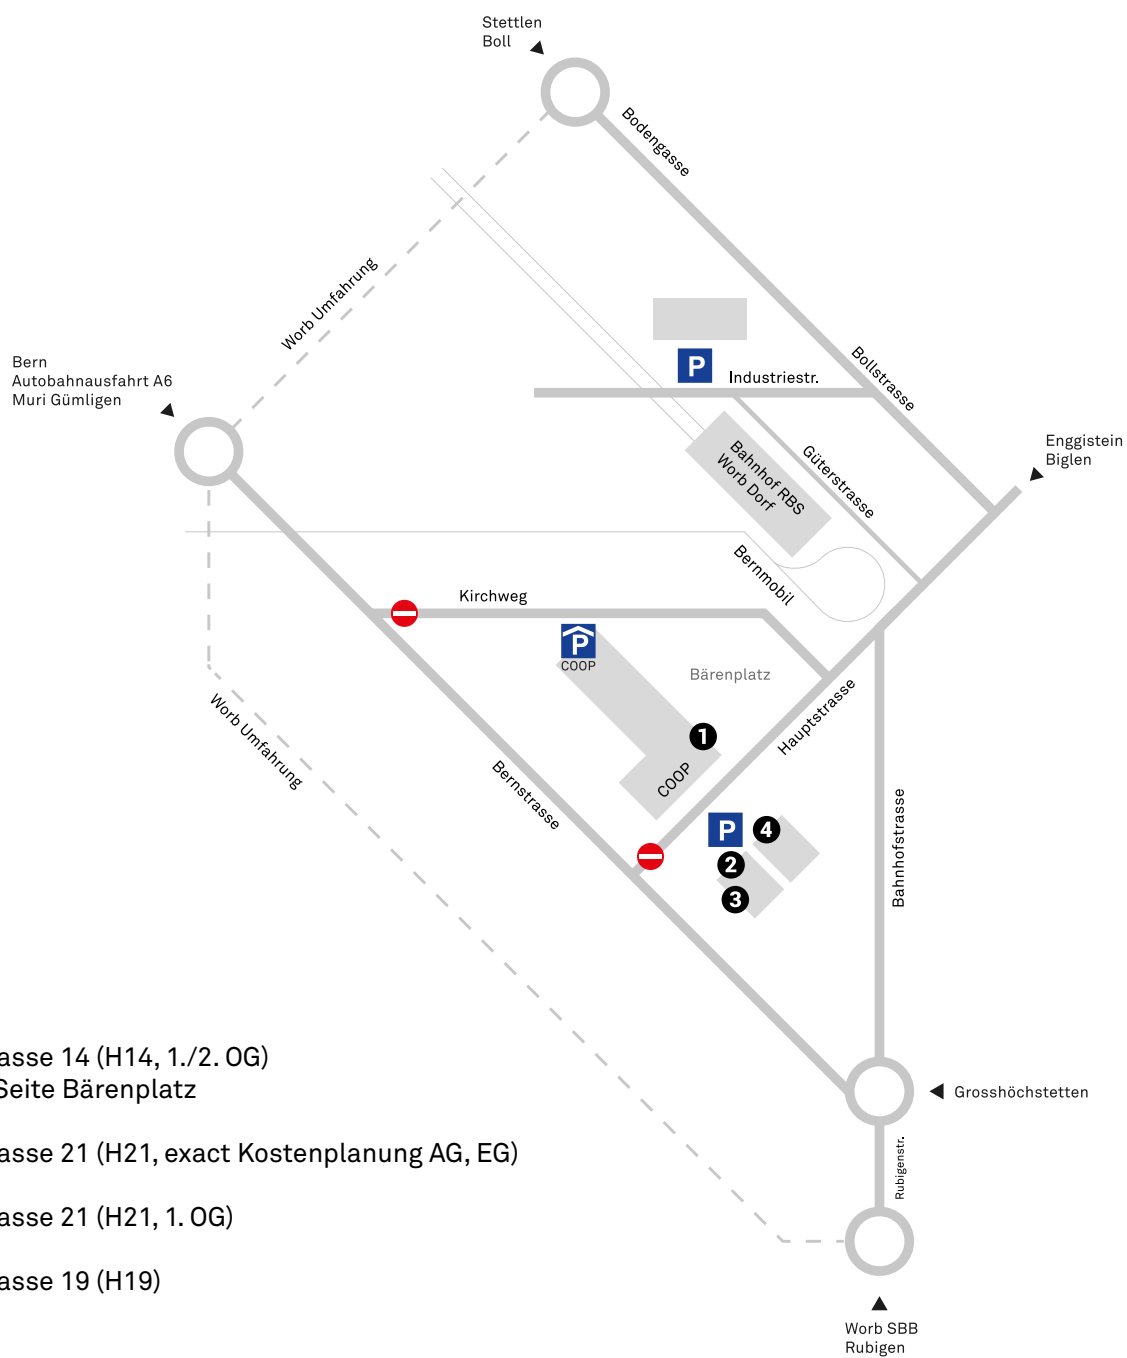 Stettlen
Boll
Bodengasse
Worb Umfahrung
Bern
Autobahnausfahrt A6
Muri Gümligen
P
Industriestr.
Bollstrasse
Enggistein
Biglen
Bahnhof RBS
Worb Dorf
Güterstrasse
Bernmobil
Kirchweg
P
COOP
Bärenplatz
Hauptstrasse
Worb Umfahrung
1
COOP
Bernstrasse
P
4
2
3
Bahnhofstrasse
asse 14 (H14, 1./2. OG)
Seite Bärenplatz
Grosshöchstetten
asse 21 (H21, exact Kostenplanung AG, EG)
Rubigenstr.
asse 21 (H21, 1. OG)
asse 19 (H19)
Worb SBB
Rubigen